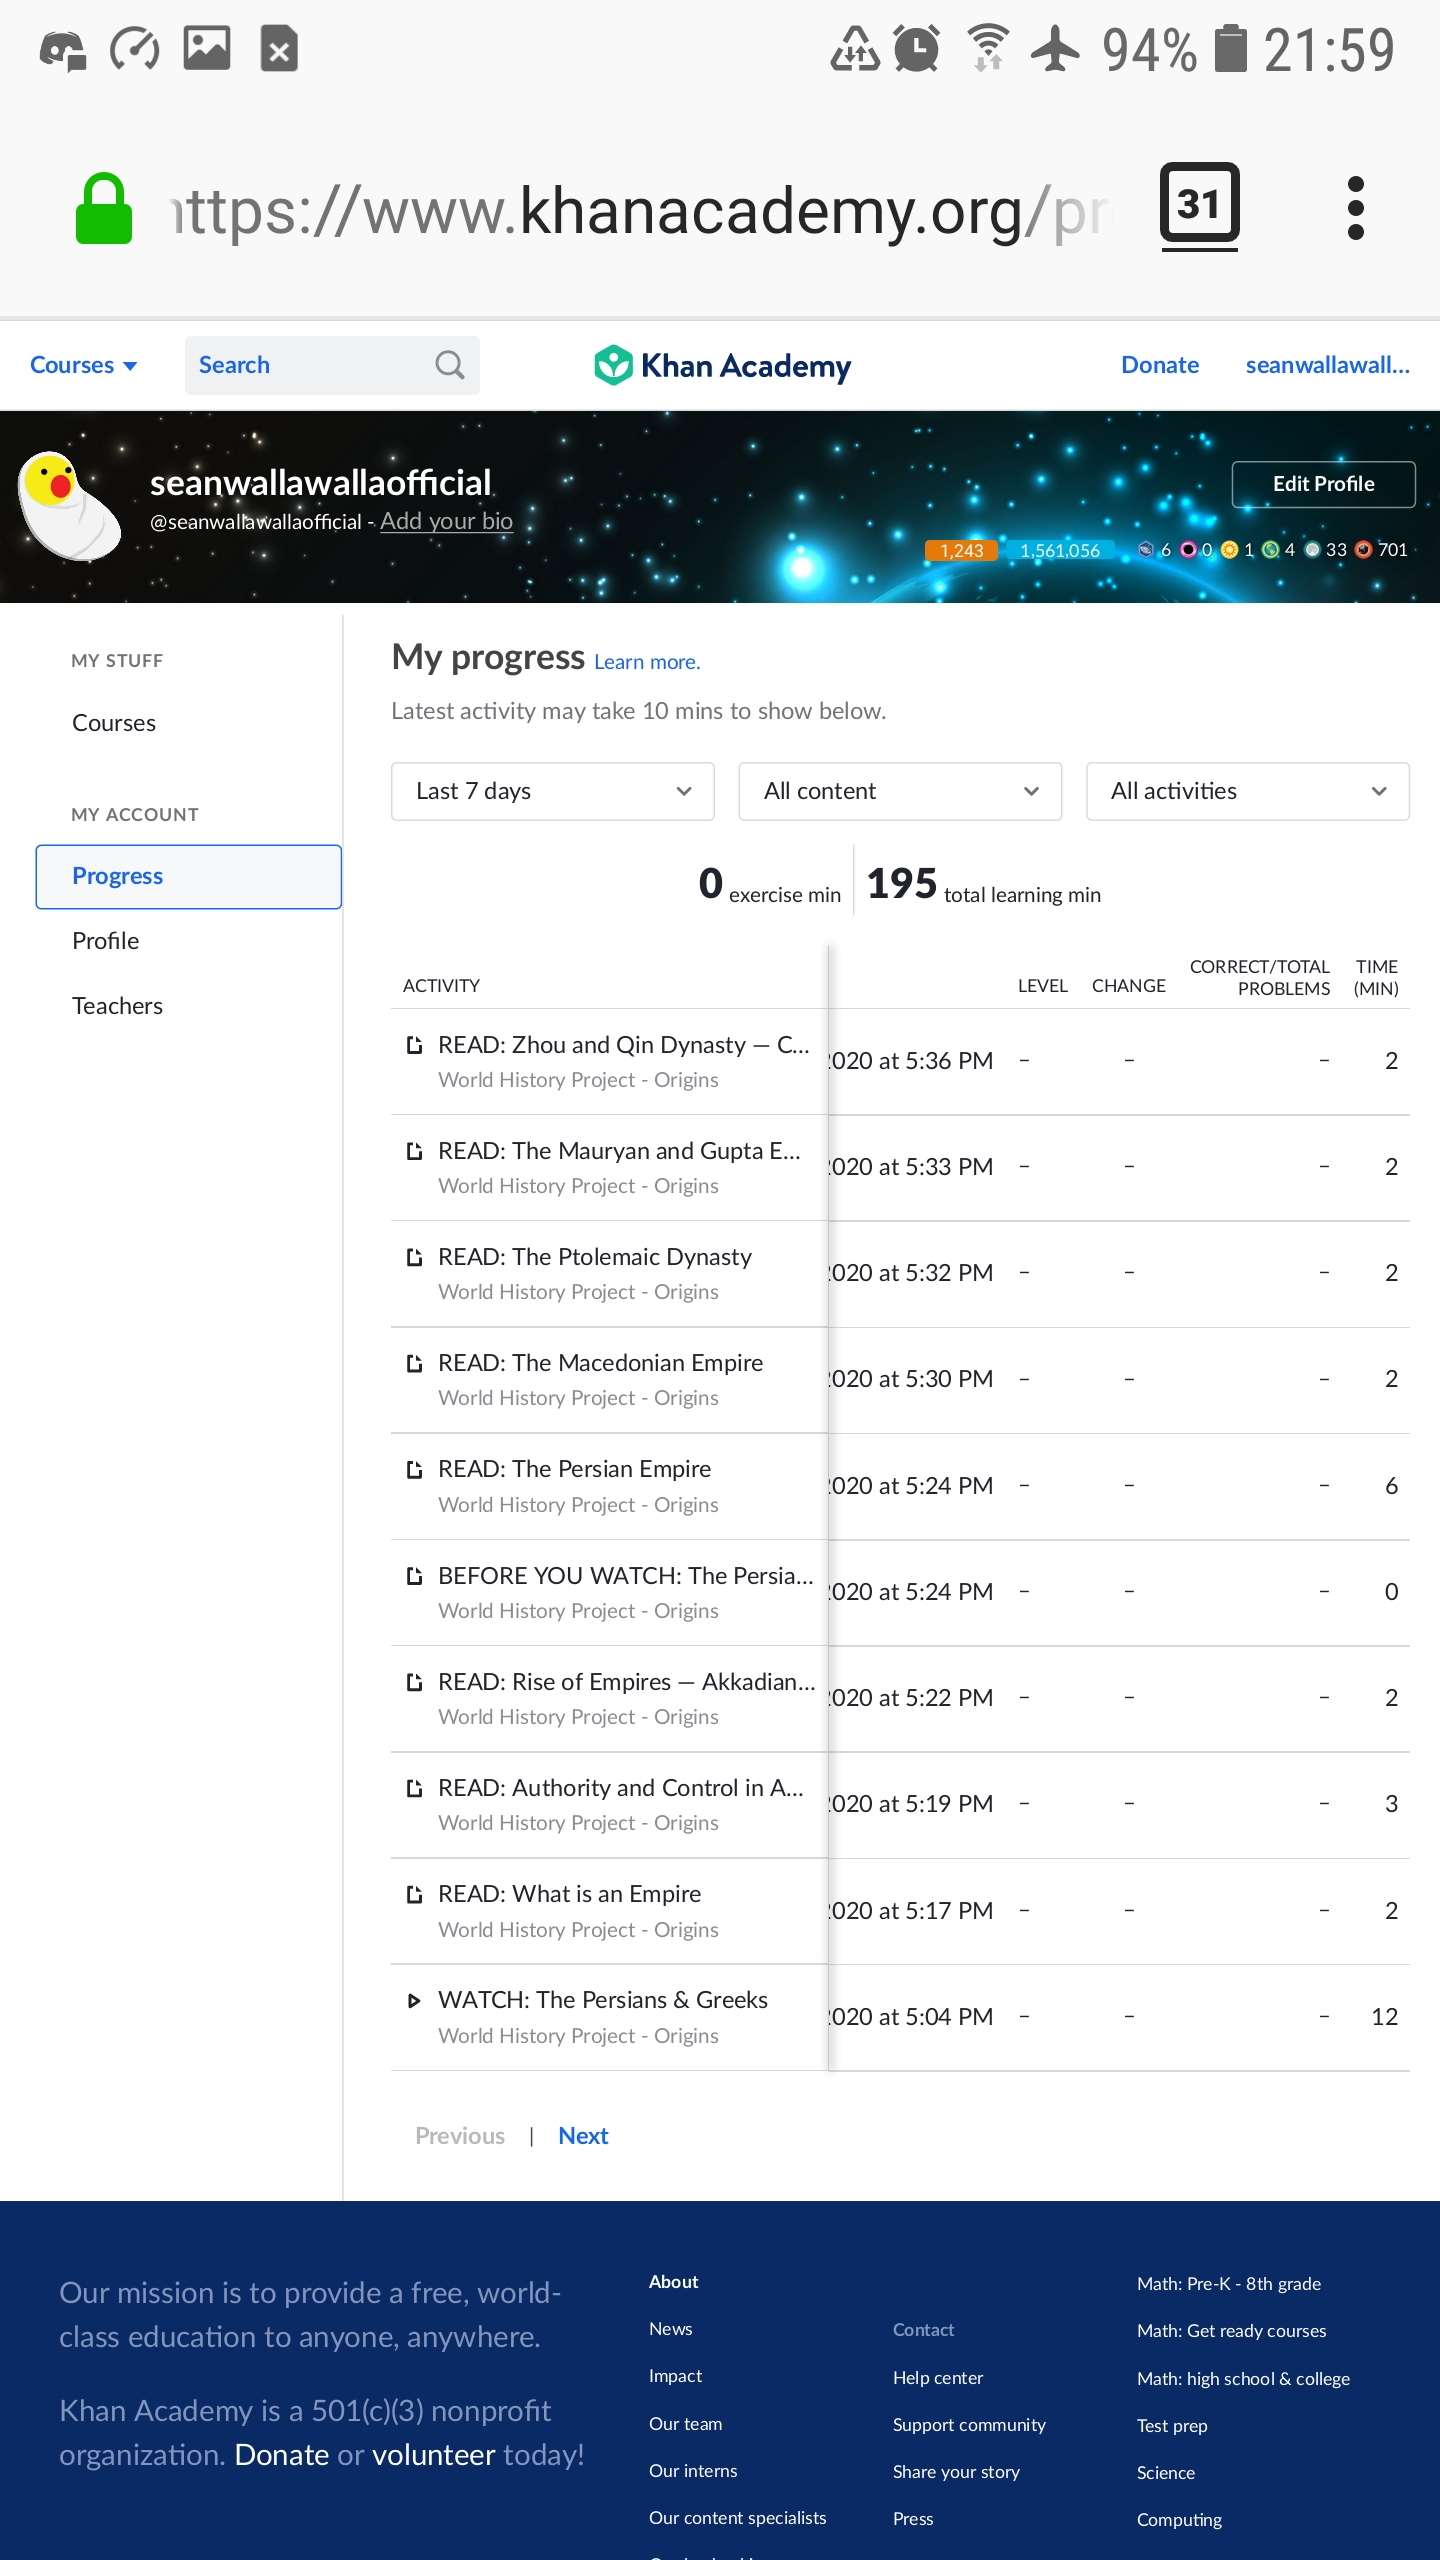 94% 21:59
https://www.khanacademy.org/pr
31
Courses
Search
Khan Academy
Donate
seanwallawall...
seanwallawallaofficial
@seanwallawallaofficial - Add your bio
Edit Profile
1,243 1,561,056 6 0 1 4 33 701
MY STUFF
Courses
MY ACCOUNT
Progress
Profile
Teachers
My progress Learn more.
Latest activity may take 10 mins to show below.
Last 7 days
All content
All activities
0 exercise min
195 total learning min
ACTIVITY LEVEL CHANGE CORRECT/TOTAL PROBLEMS TIME (MIN)
READ: Zhou and Qin Dynasty — C... 2020 at 5:36 PM – – – 2
World History Project - Origins
READ: The Mauryan and Gupta E... 2020 at 5:33 PM – – – 2
World History Project - Origins
READ: The Ptolemaic Dynasty 2020 at 5:32 PM – – – 2
World History Project - Origins
READ: The Macedonian Empire 2020 at 5:30 PM – – – 2
World History Project - Origins
READ: The Persian Empire 2020 at 5:24 PM – – – 6
World History Project - Origins
BEFORE YOU WATCH: The Persia... 2020 at 5:24 PM – – – 0
World History Project - Origins
READ: Rise of Empires — Akkadian... 2020 at 5:22 PM – – – 2
World History Project - Origins
READ: Authority and Control in A... 2020 at 5:19 PM – – – 3
World History Project - Origins
READ: What is an Empire 2020 at 5:17 PM – – – 2
World History Project - Origins
WATCH: The Persians & Greeks 2020 at 5:04 PM – – – 12
World History Project - Origins
Previous | Next
Our mission is to provide a free, world-
class education to anyone, anywhere.
Khan Academy is a 501(c)(3) nonprofit
organization. Donate or volunteer today!
About
News
Impact
Our team
Our interns
Our content specialists
Contact
Help center
Support community
Share your story
Press
Math: Pre-K - 8th grade
Math: Get ready courses
Math: high school & college
Test prep
Science
Computing